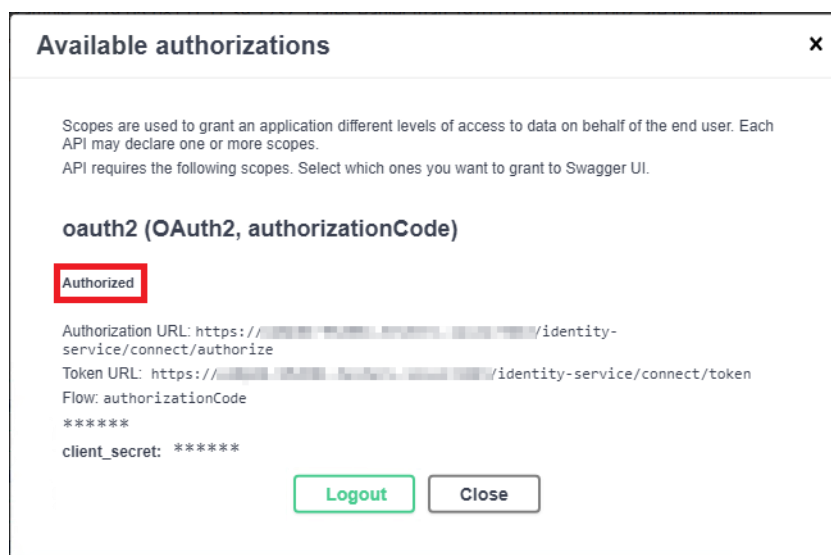 Available authorizations ×
Scopes are used to grant an application different levels of access to data on behalf of the end user. Each
API may declare one or more scopes.
API requires the following scopes. Select which ones you want to grant to Swagger UI.
oauth2 (OAuth2, authorizationCode)
Authorized
Authorization URL: https:// /identity-
service/connect/authorize
Token URL: https:// /identity-service/connect/token
Flow: authorizationCode
******
client_secret: ******
Logout Close